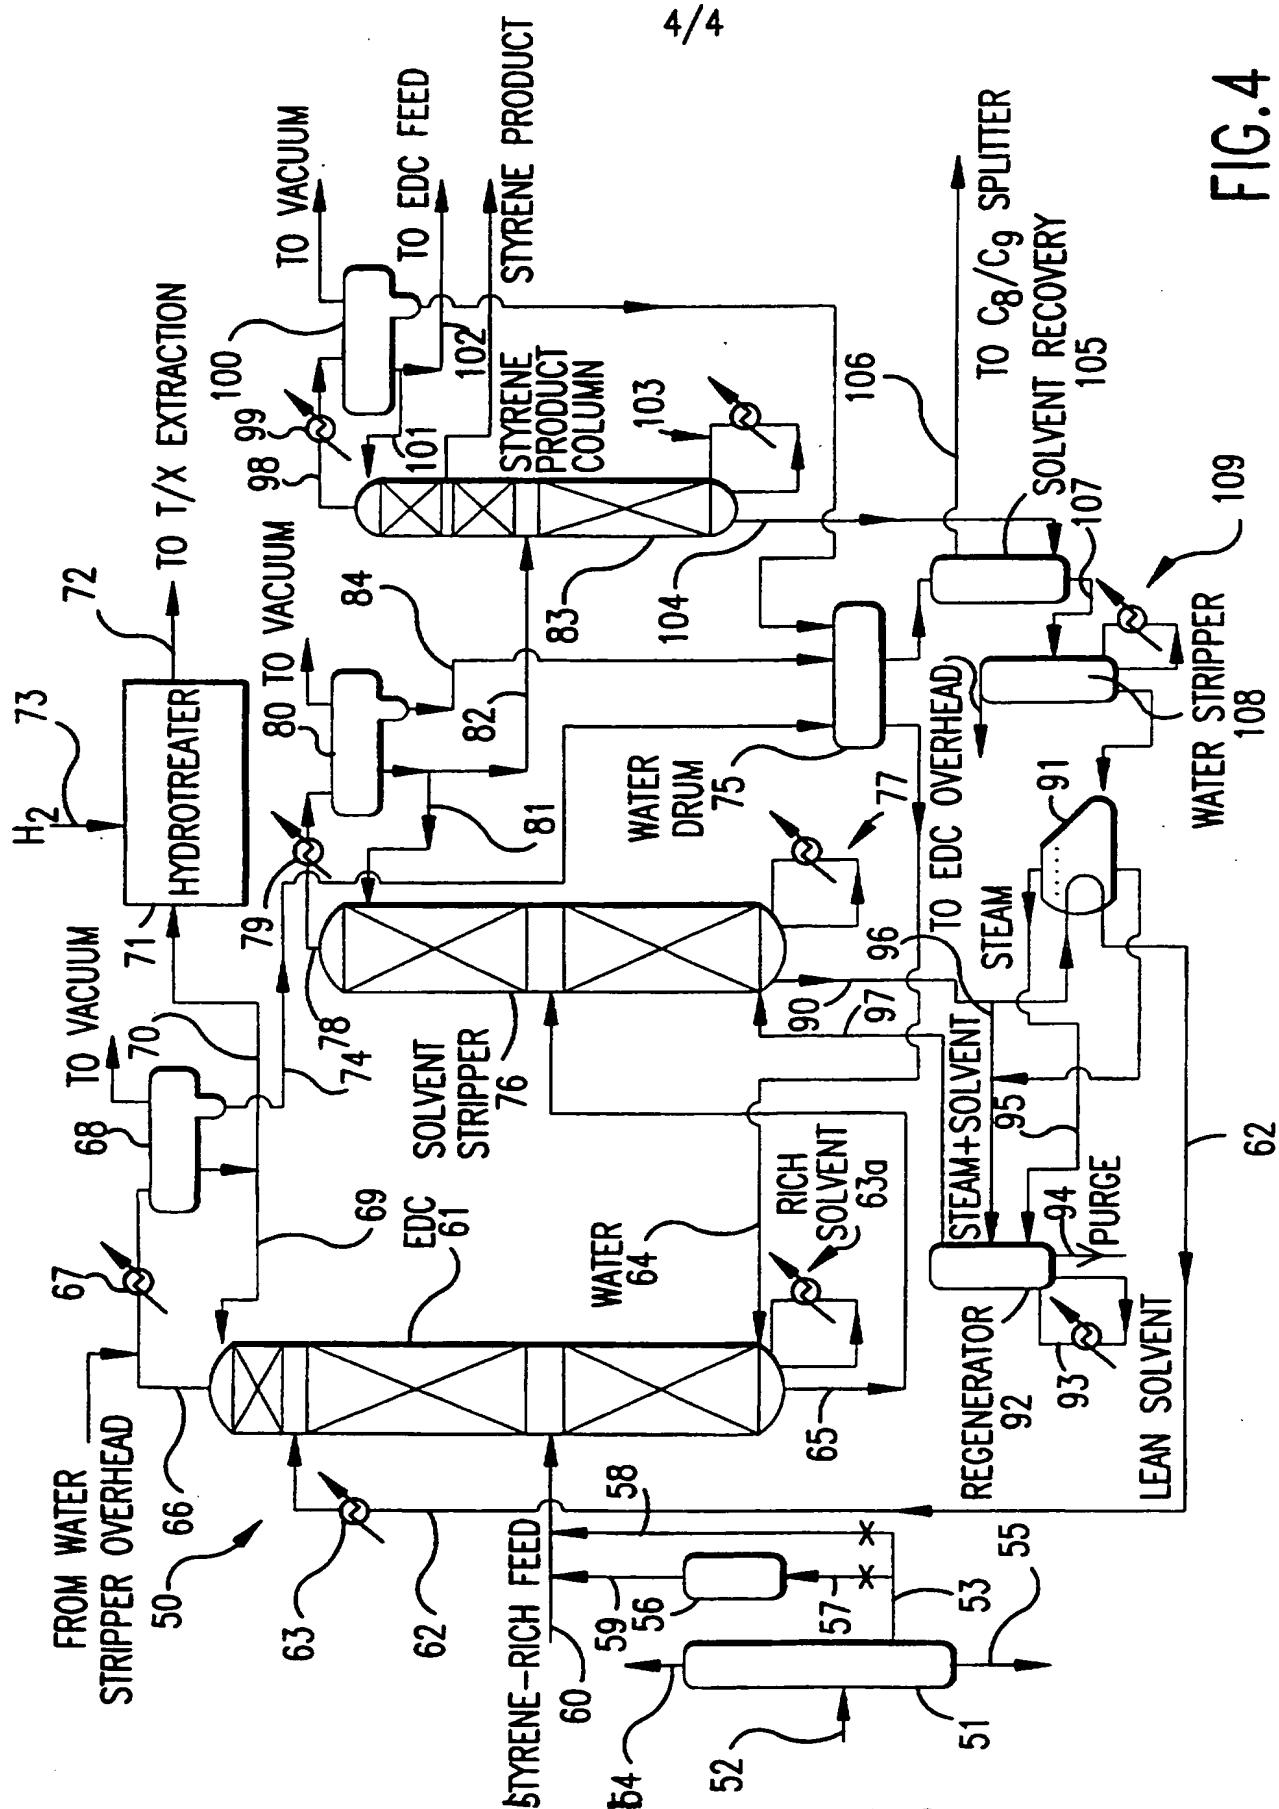 4/4
FROM WATER
STRIPPER OVERHEAD
66
67
68
TO VACUUM
70
69
74
50
63
62
EDC
61
H2
73
71
HYDROTREATER
72
TO T/X EXTRACTION
78
79
80
TO VACUUM
SOLVENT
STRIPPER
76
81
82
84
98
99
100
TO VACUUM
101
102
TO EDC FEED
STYRENE PRODUCT
STYRENE
PRODUCT
COLUMN
83
103
104
STYRENE-RICH FEED
60
59
58
56
57
54
52
51
53
55
WATER
64
65
RICH
SOLVENT
63a
WATER
DRUM
75
77
90
97
96
TO EDC OVERHEAD
STEAM
STEAM+SOLVENT
95
91
REGENERATOR
92
93
94
PURGE
LEAN SOLVENT
62
106
TO C8/C9 SPLITTER
SOLVENT RECOVERY
105
107
WATER STRIPPER
108
109
FIG.4